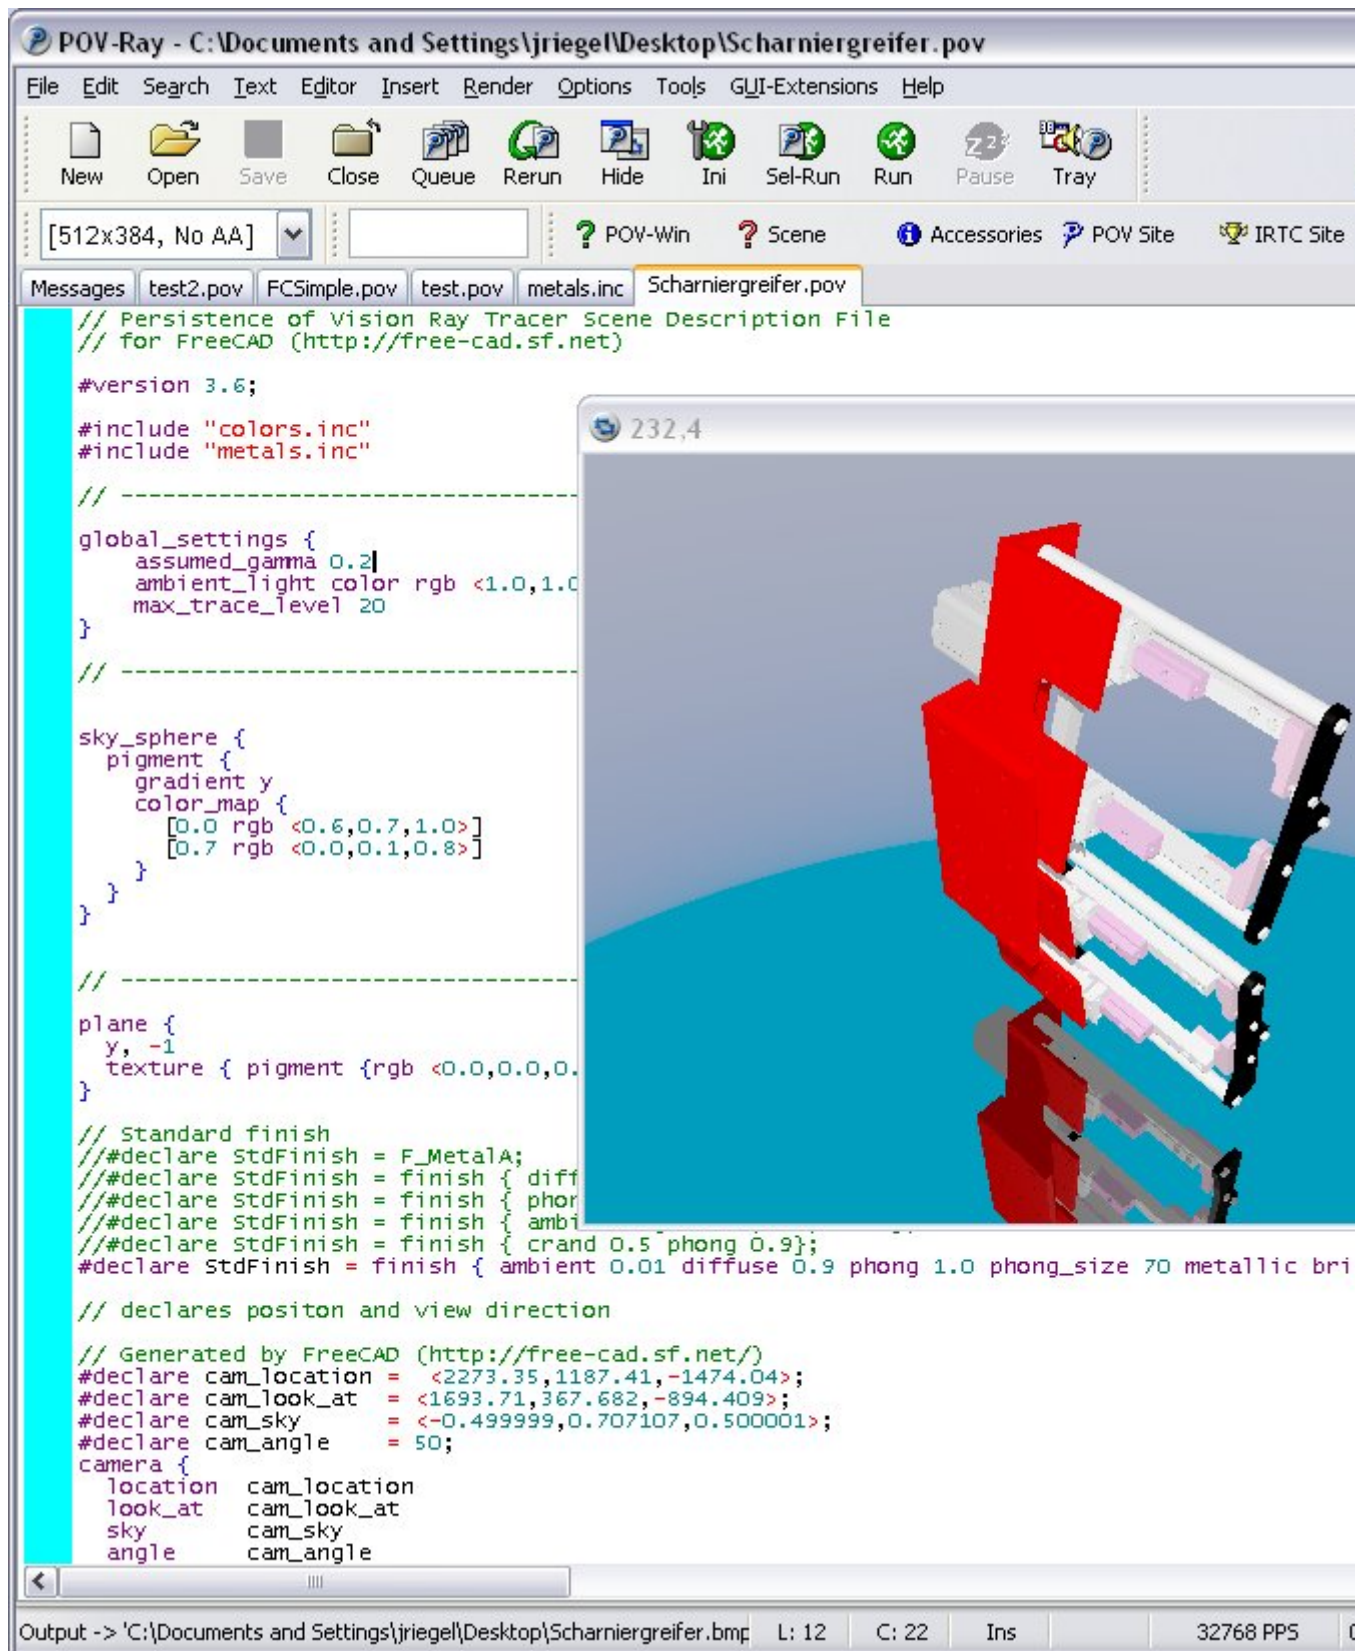 POV-Ray - C:\Documents and Settings\jriegel\Desktop\Scharniergreifer.pov
File Edit Search Text Editor Insert Render Options Tools GUI-Extensions Help
New Open Save Close Queue Rerun Hide Ini Sel-Run Run Pause Tray
[512x384, No AA] POV-Win Scene Accessories POV Site IRTC Site
Messages test2.pov FCSimple.pov test.pov metals.inc Scharniergreifer.pov
// Persistence of Vision Ray Tracer Scene Description File
// for FreeCAD (http://free-cad.sf.net)
#version 3.6;
#include "colors.inc"
#include "metals.inc"
232,4
// ---------------------------------
global_settings {
assumed_gamma 0.2
ambient_light color rgb <1.0,1.0
max_trace_level 20
}
// ---------------------------------
sky_sphere {
pigment {
gradient y
color_map {
[0.0 rgb <0.6,0.7,1.0>]
[0.7 rgb <0.0,0.1,0.8>]
}
}
}
// ---------------------------------
plane {
y, -1
texture { pigment {rgb <0.0,0.0,0.
}
// Standard finish
//#declare StdFinish = F_MetalA;
//#declare StdFinish = finish { diff
//#declare StdFinish = finish { phor
//#declare StdFinish = finish { ambi
//#declare StdFinish = finish { crand 0.5 phong 0.9};
#declare StdFinish = finish { ambient 0.01 diffuse 0.9 phong 1.0 phong_size 70 metallic bri
// declares positon and view direction
// Generated by FreeCAD (http://free-cad.sf.net/)
#declare cam_location = <2273.35,1187.41,-1474.04>;
#declare cam_look_at = <1693.71,367.682,-894.409>;
#declare cam_sky = <-0.499999,0.707107,0.500001>;
#declare cam_angle = 50;
camera {
location cam_location
look_at cam_look_at
sky cam_sky
angle cam_angle
Output -> 'C:\Documents and Settings\jriegel\Desktop\Scharniergreifer.bmp L: 12 C: 22 Ins 32768 PPS